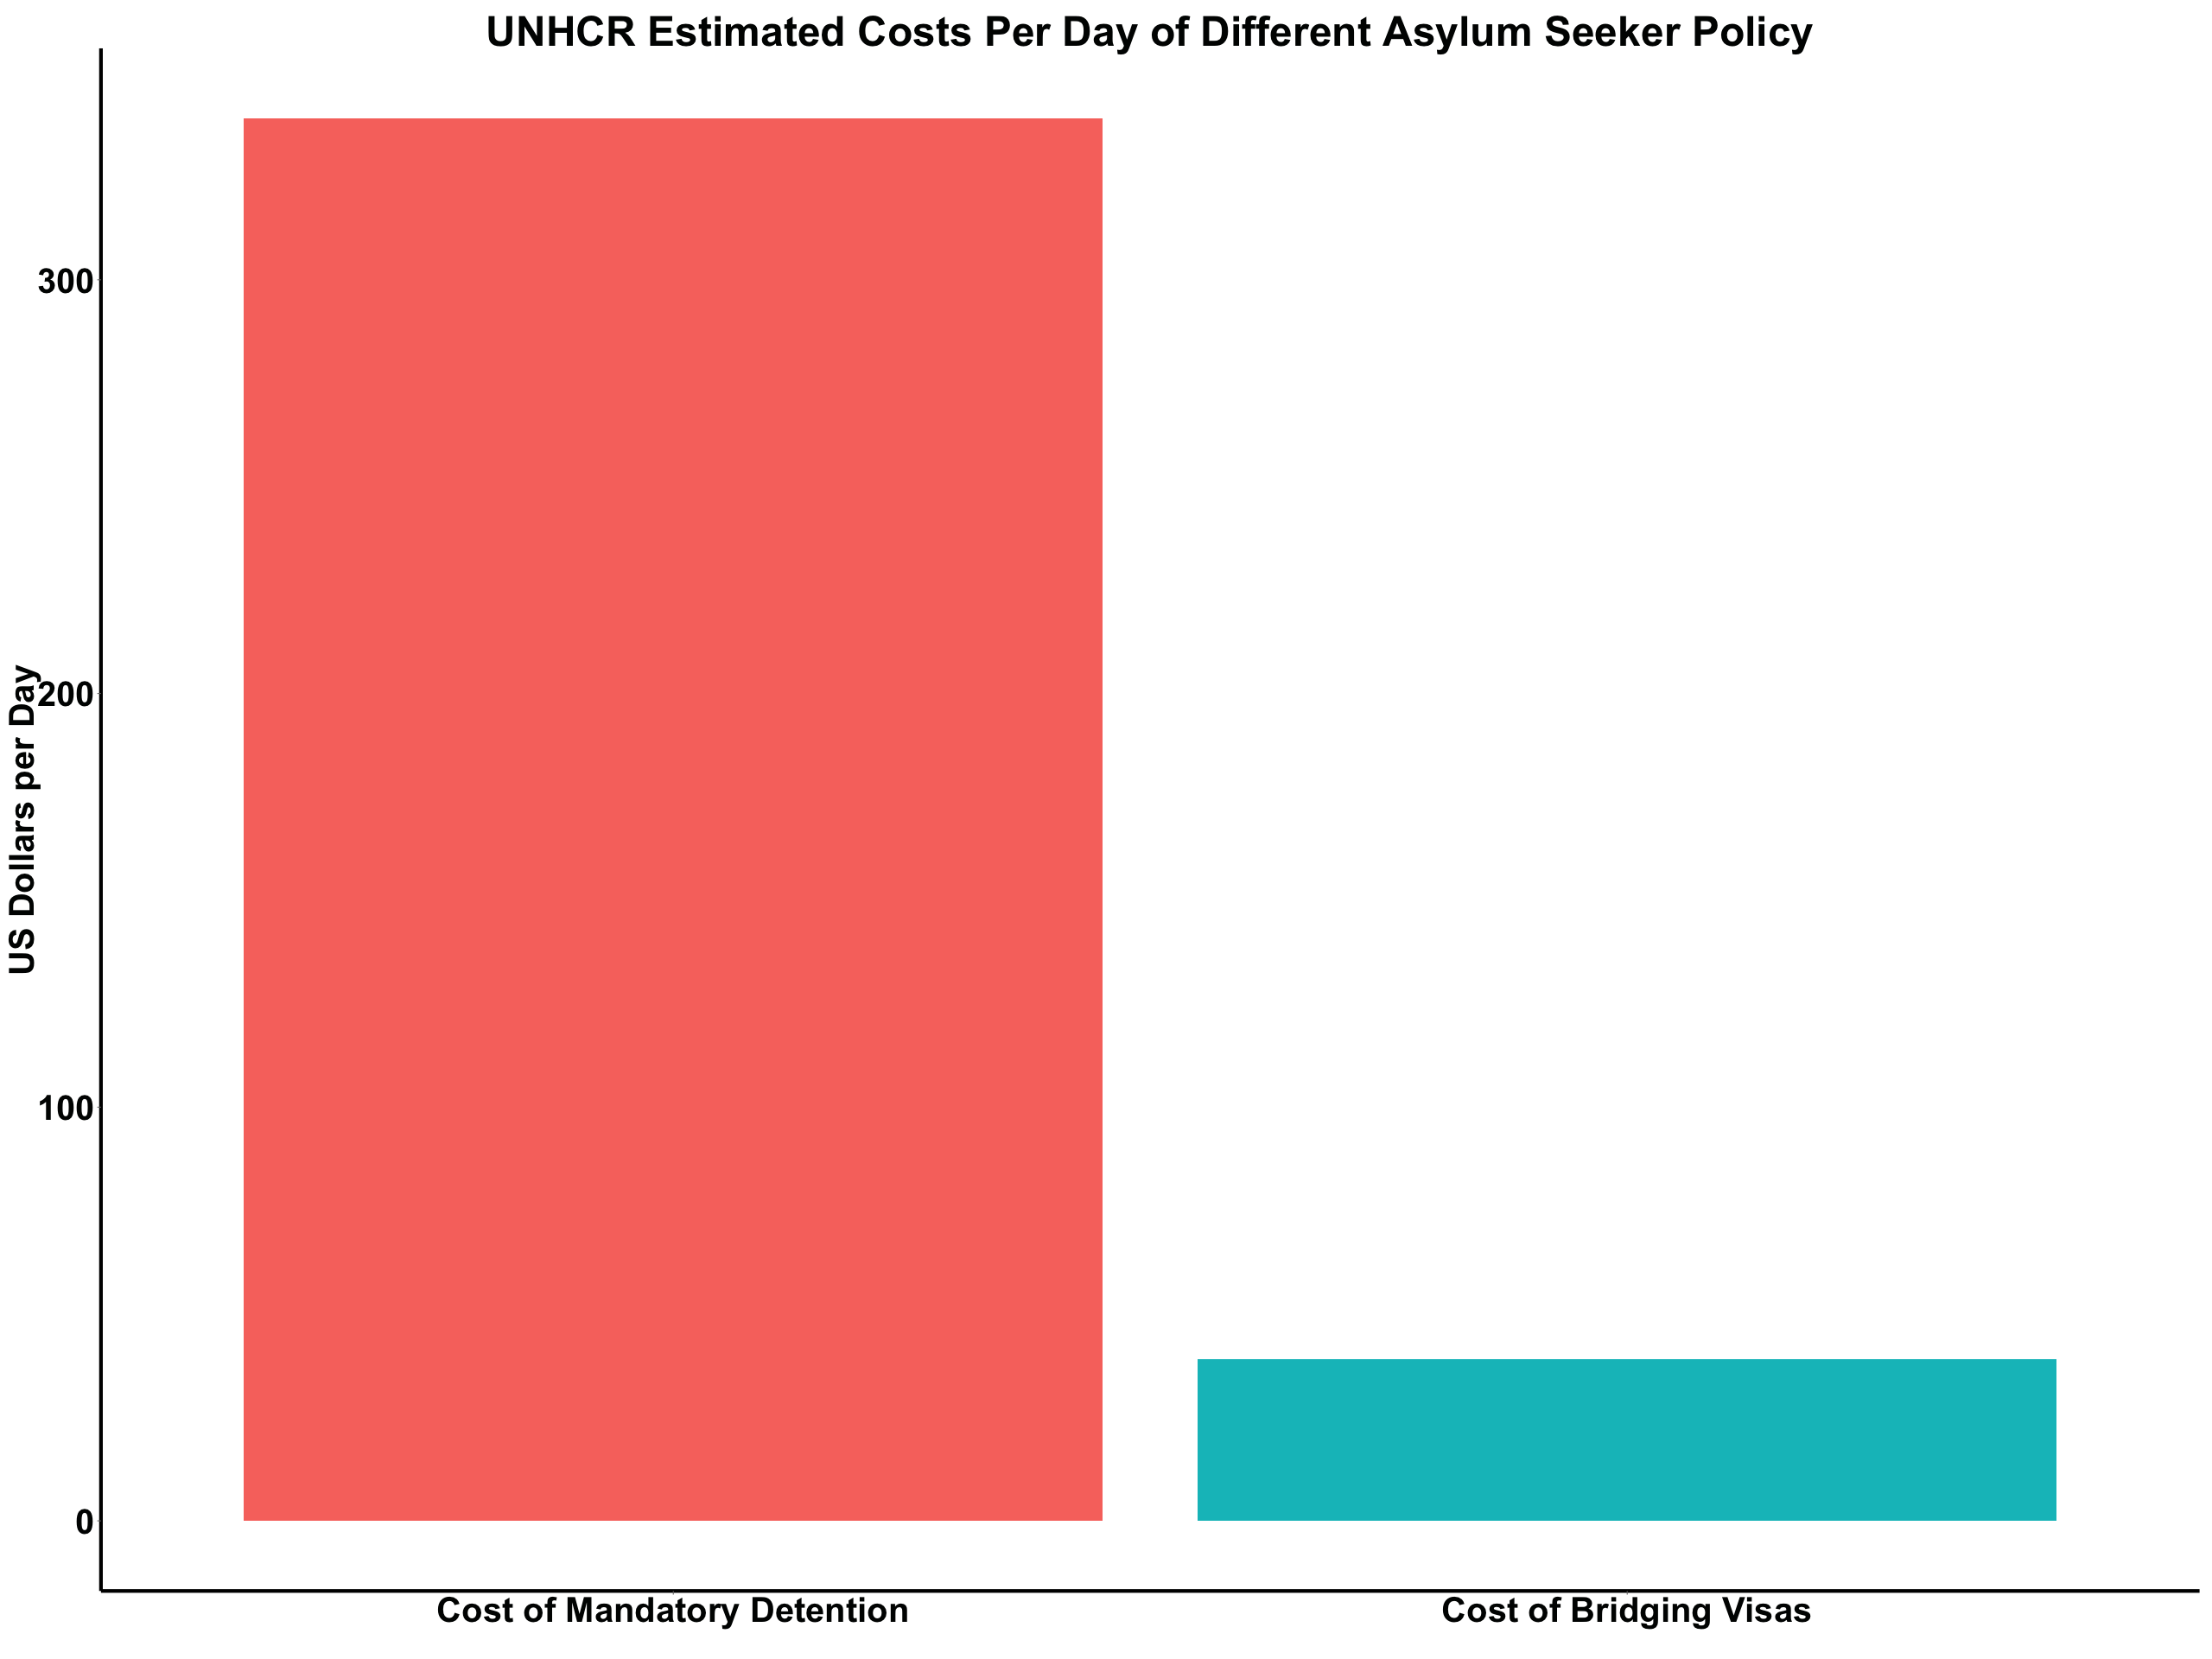 UNHCR Estimated Costs Per Day of Different Asylum Seeker Policy
US Dollars per Day
300
200
100
0
Cost of Mandatory Detention
Cost of Bridging Visas